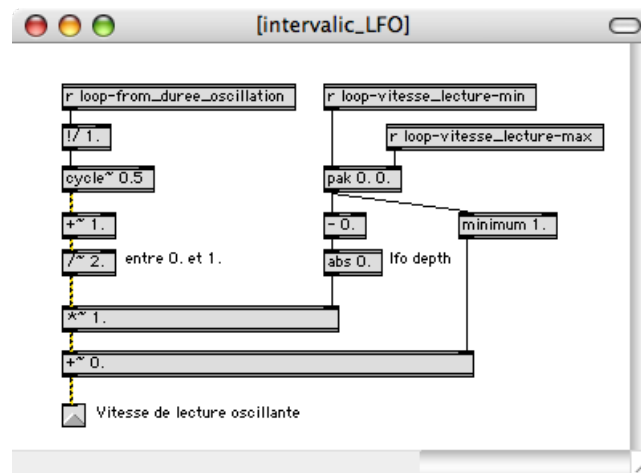 [intervalic_LFO]
r loop-from_duree_oscillation
r loop-vitesse_lecture-min
!/ 1.
r loop-vitesse_lecture-max
cycle~ 0.5
pak 0. 0.
+~ 1.
- 0.
minimum 1.
/~ 2.
entre 0. et 1.
abs 0.
lfo depth
*~ 1.
+~ 0.
Vitesse de lecture oscillante